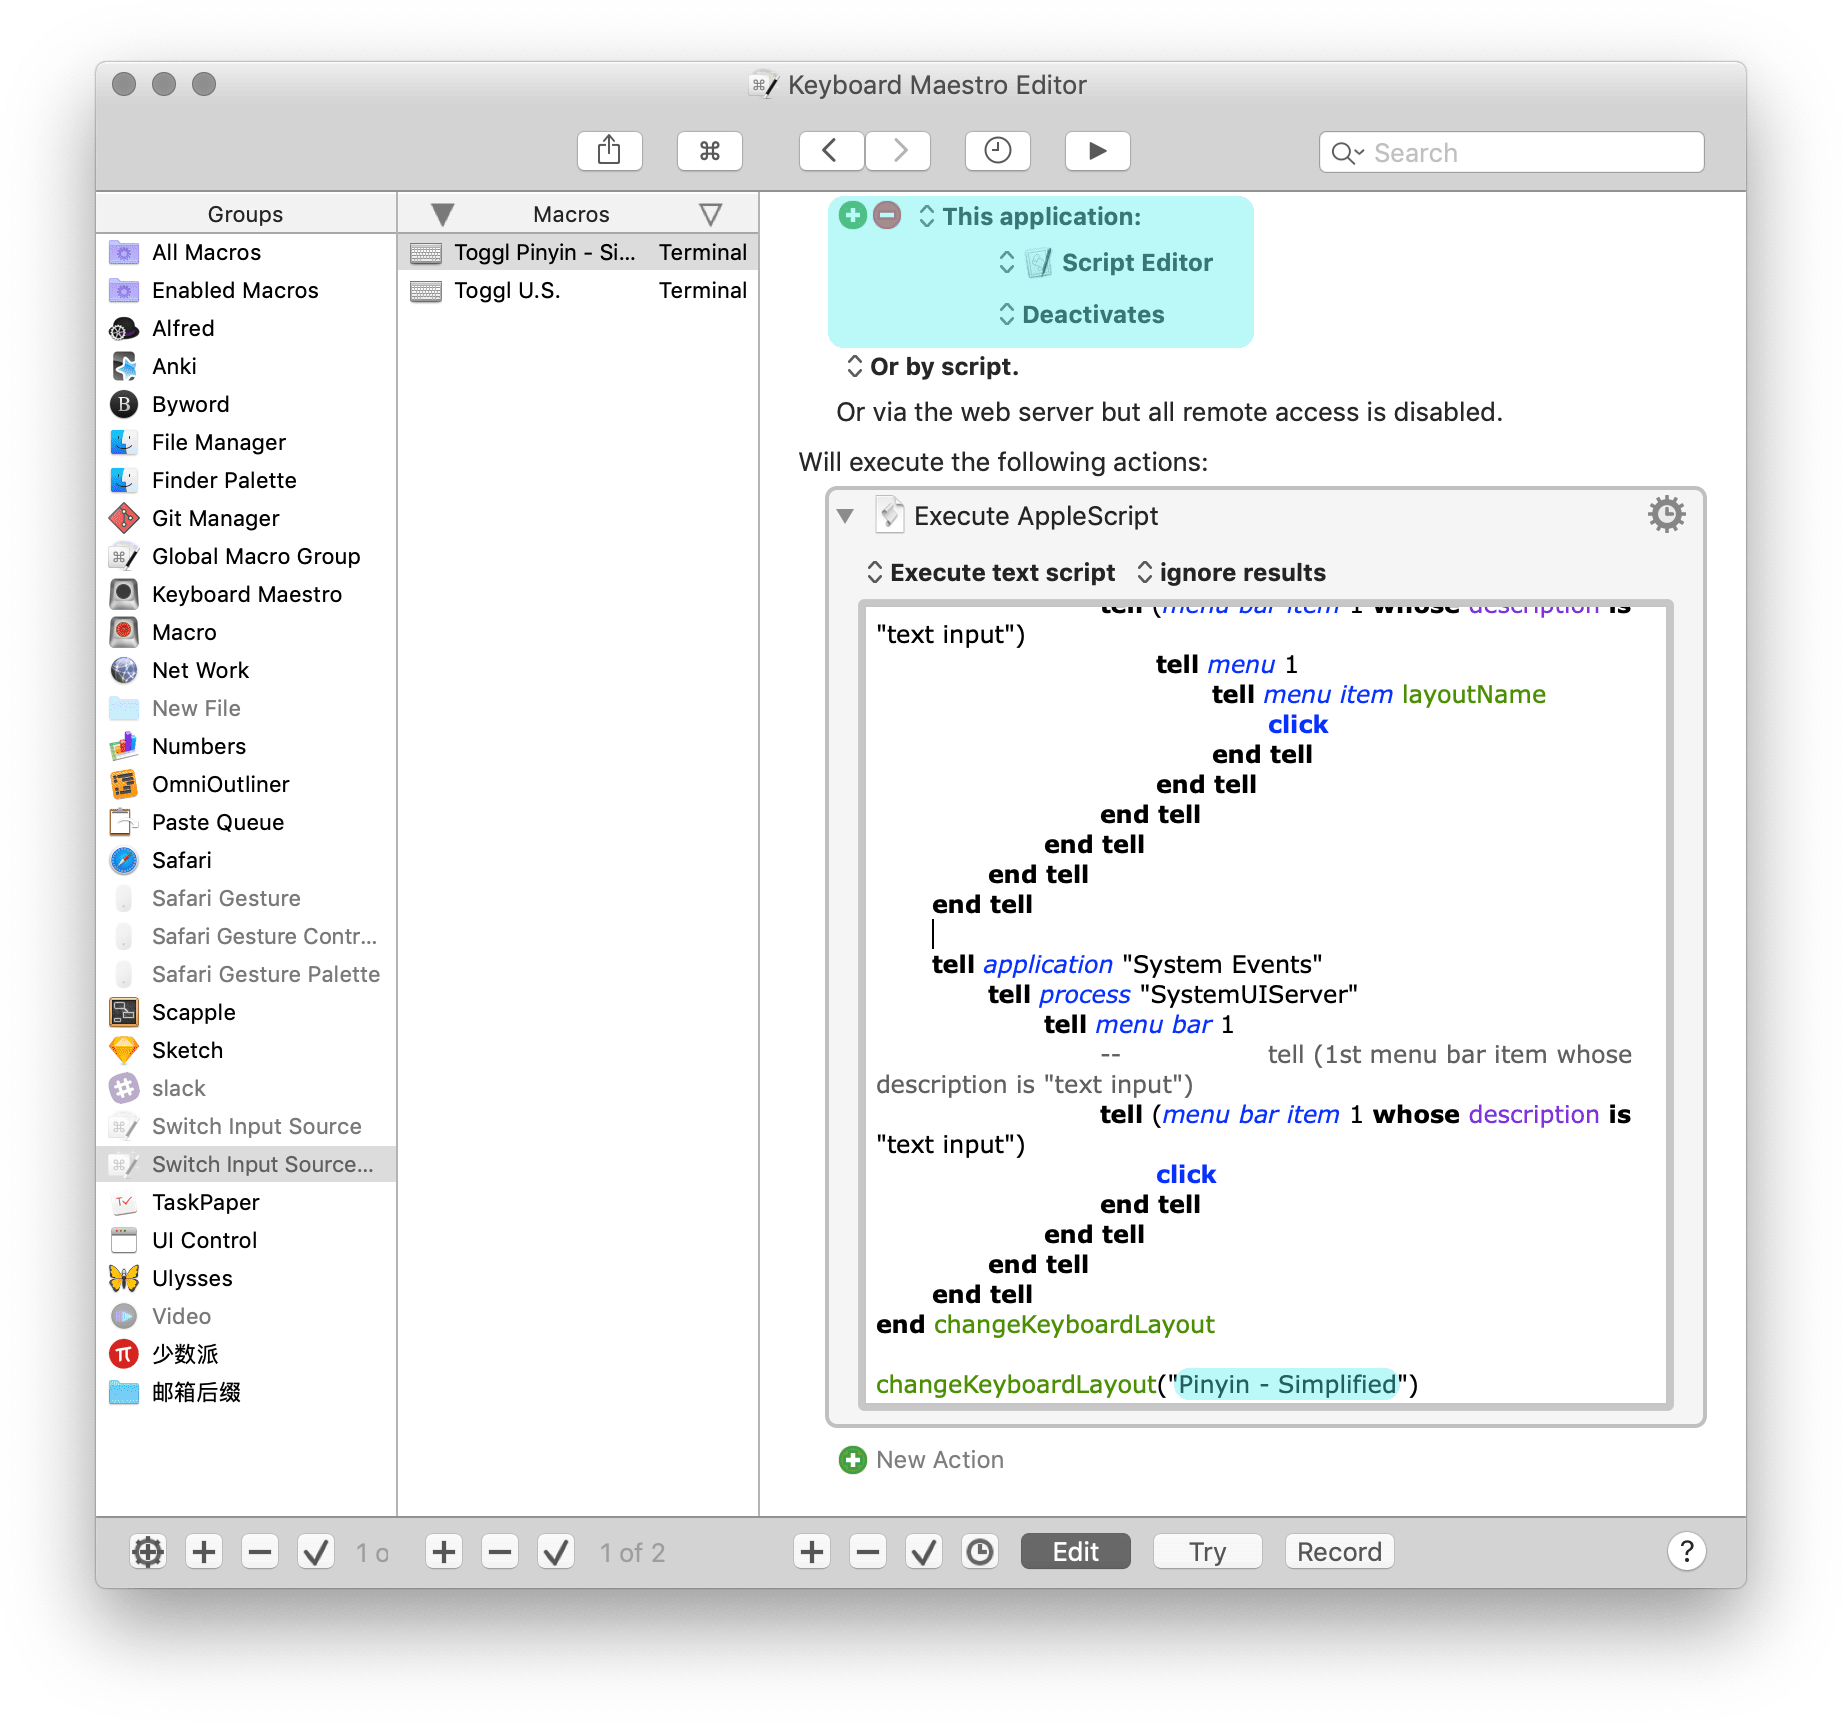 Keyboard Maestro Editor
Search
Groups
All Macros
Enabled Macros
Alfred
Anki
Byword
File Manager
Finder Palette
Git Manager
Global Macro Group
Keyboard Maestro
Macro
Net Work
New File
Numbers
OmniOutliner
Paste Queue
Safari
Safari Gesture
Safari Gesture Contr...
Safari Gesture Palette
Scapple
Sketch
slack
Switch Input Source
Switch Input Source...
TaskPaper
UI Control
Ulysses
Video
少数派
邮箱后缀
Macros
Toggl Pinyin - Si... Terminal
Toggl U.S. Terminal
This application:
Script Editor
Deactivates
Or by script.
Or via the web server but all remote access is disabled.
Will execute the following actions:
Execute AppleScript
Execute text script ignore results
tell (menu bar item 1 whose description is
"text input")
tell menu 1
tell menu item layoutName
click
end tell
end tell
end tell
end tell
end tell
end tell
tell application "System Events"
tell process "SystemUIServer"
tell menu bar 1
-- tell (1st menu bar item whose
description is "text input")
tell (menu bar item 1 whose description is
"text input")
click
end tell
end tell
end tell
end tell
end changeKeyboardLayout
changeKeyboardLayout("Pinyin - Simplified")
New Action
1 o
1 of 2
Edit Try Record ?